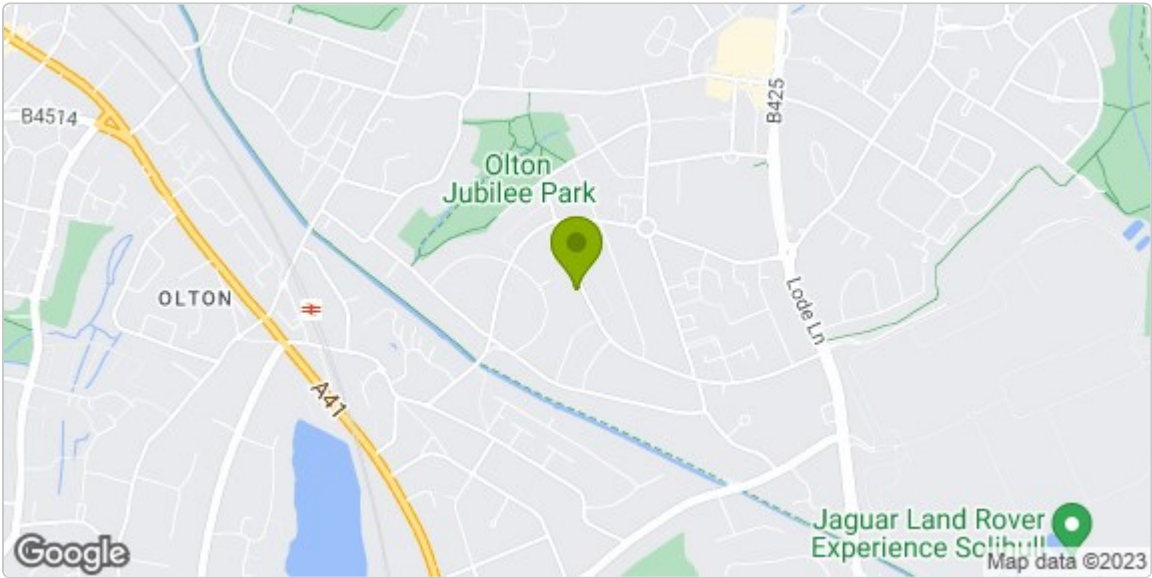 B4514
B425
Olton
Jubilee Park
OLTON
Lode Ln
A41
Jaguar Land Rover
Experience Solihull
Google
Map data ©2023